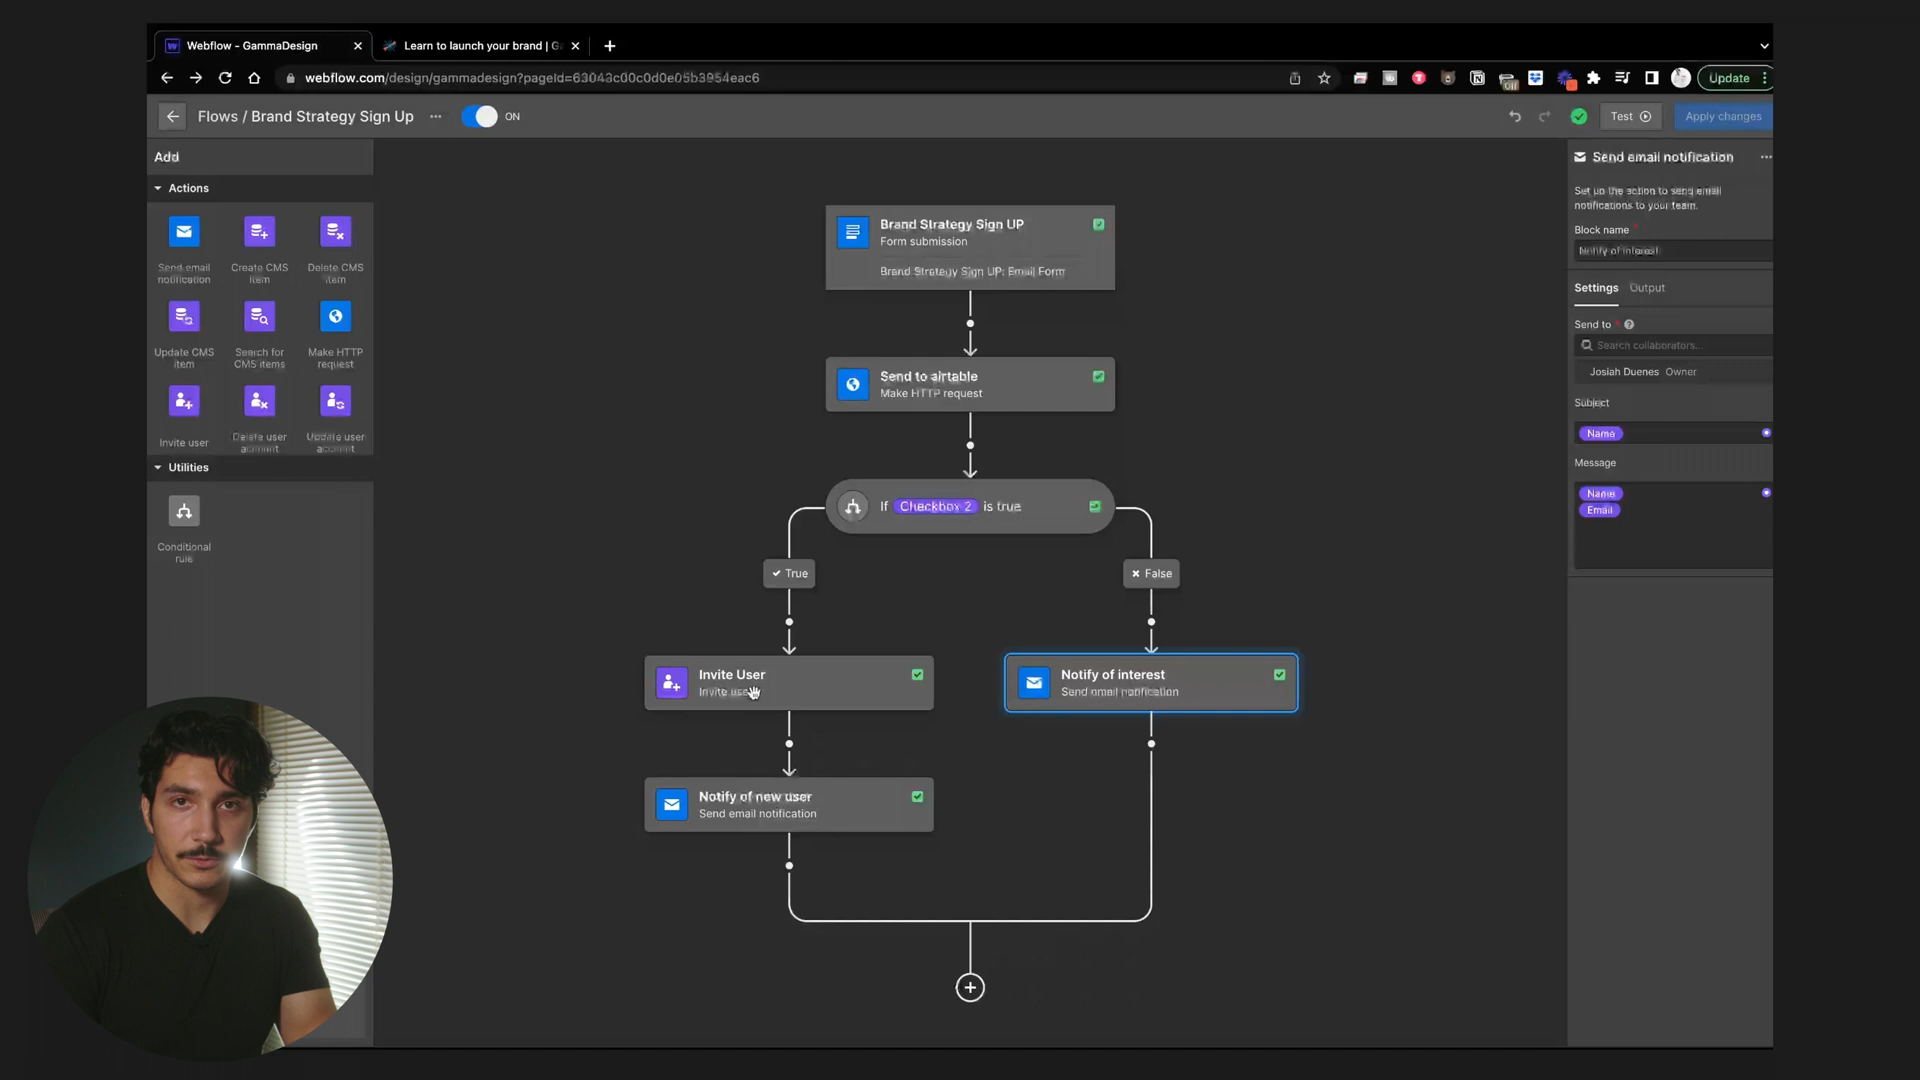 Webflow - GammaDesign
Learn to launch your brand | G
webflow.com/design/gammadesign?pageId=63043c00c0d0e05b3954eac6
Update
Flows / Brand Strategy Sign Up
ON
Test
Apply changes
Add
Actions
Send email notification
Create CMS item
Delete CMS item
Update CMS item
Search for CMS items
Make HTTP request
Invite user
Delete user account
Update user account
Utilities
Conditional rule
Brand Strategy Sign UP
Form submission
Brand Strategy Sign UP: Email Form
Send to airtable
Make HTTP request
If Checkbox 2 is true
True
False
Invite User
Invite user
Notify of interest
Send email notification
Notify of new user
Send email notification
Send email notification
Set up the action to send email
notifications to your team.
Block name *
Notify of interest
Settings Output
Send to *
Search collaborators...
Josiah Duenes Owner
Subject
Name
Message
Name
Email